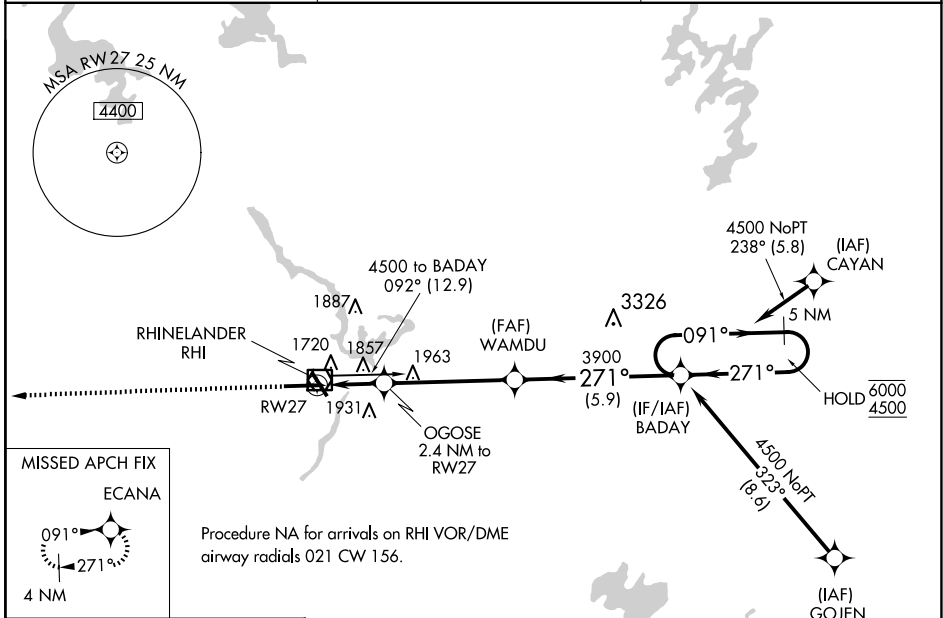 MSA RW27 25 NM
4400
4500 NoPT
238° (5.8)
(IAF)
CAYAN
5 NM
4500 to BADAY
092° (12.9)
1887
3326
(FAF)
WAMDU
091°
RHINELANDER
RHI
1720
1857
1963
3900
271°
(5.9)
271°
HOLD
6000
4500
RW27
1931
(IF/IAF)
BADAY
OGOSE
2.4 NM to
RW27
4500 NoPT
323°
(8.6)
MISSED APCH FIX
ECANA
091°
271°
4 NM
Procedure NA for arrivals on RHI VOR/DME
airway radials 021 CW 156.
(IAF)
GOJEN